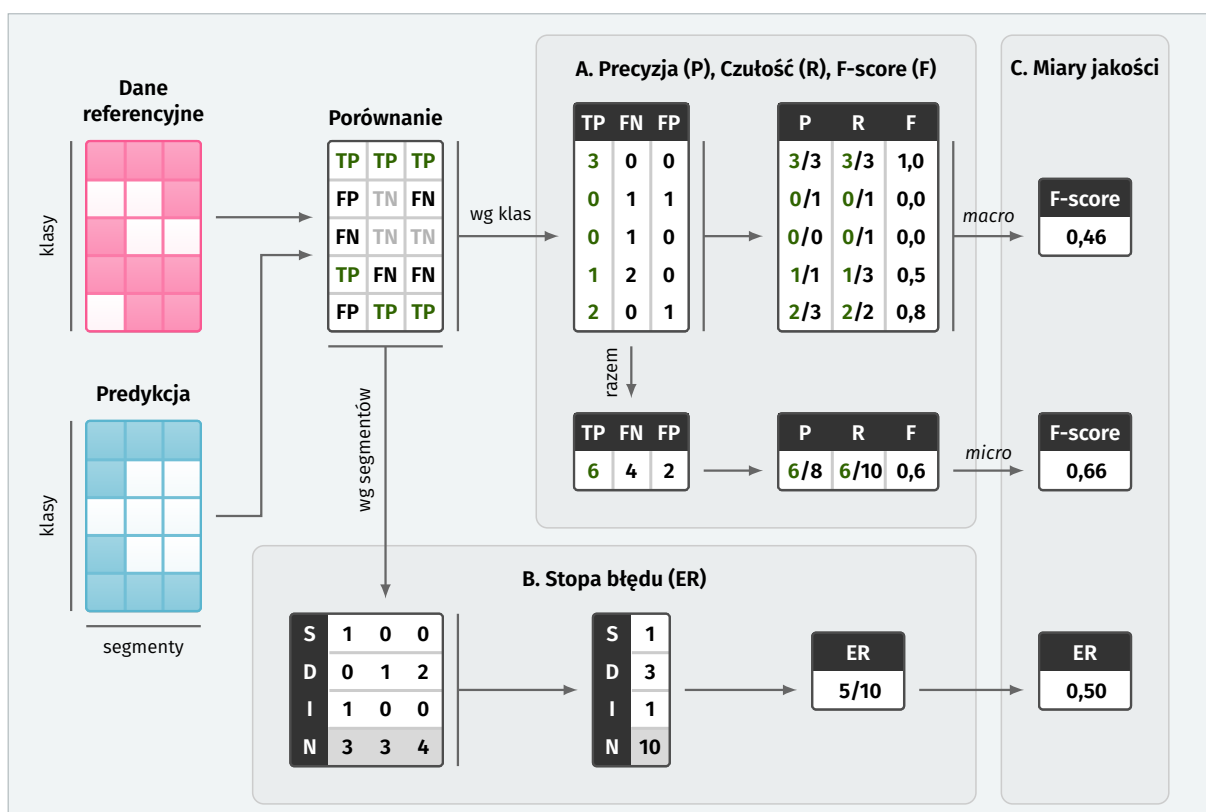 A. Precyzja (P), Czułość (R), F-score (F)
C. Miary jakości
Dane
referencyjne
Porównanie
TP FN FP
P R F
TP TP TP
3 0 0
3/3 3/3 1,0
FP TN FN
0 1 1
0/1 0/1 0,0
F-score
klasy
wg klas
macro
FN TN TN
0 1 0
0/0 0/1 0,0
0,46
TP FN FN
1 2 0
1/1 1/3 0,5
FP TP TP
2 0 1
2/3 2/2 0,8
razem
Predykcja
wg segmentów
TP FN FP
P R F
micro
F-score
6 4 2
6/8 6/10 0,6
0,66
klasy
segmenty
B. Stopa błędu (ER)
S 1 0 0
S 1
D 0 1 2
D 3
ER
ER
I 1 0 0
I 1
5/10
0,50
N 3 3 4
N 10